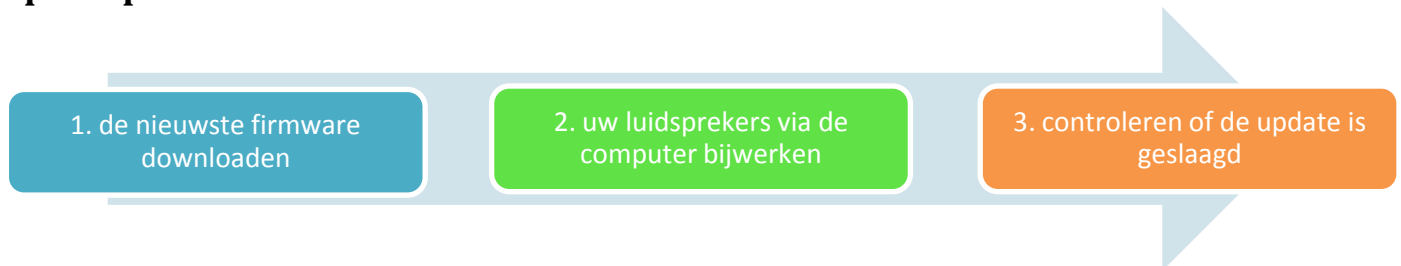 1. de nieuwste firmware
downloaden
2. uw luidsprekers via de
computer bijwerken
3. controleren of de update is
geslaagd